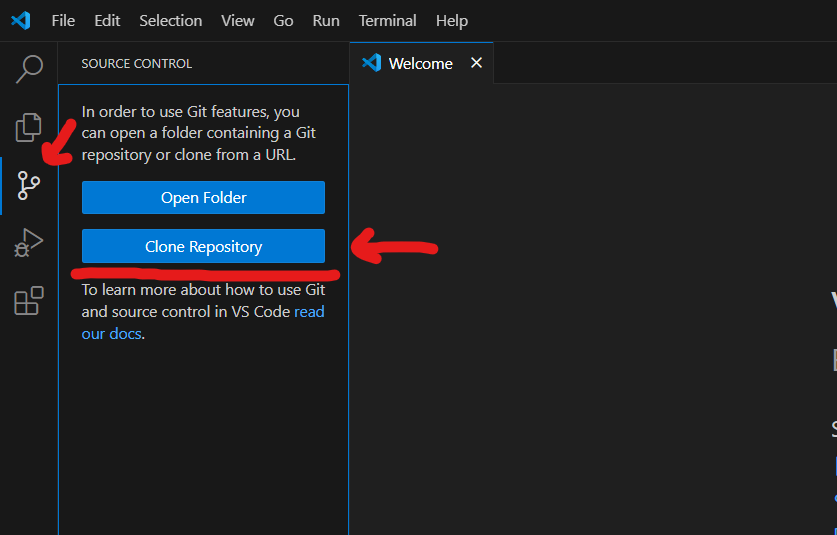 File Edit Selection View Go Run Terminal Help
SOURCE CONTROL
Welcome
In order to use Git features, you
can open a folder containing a Git
repository or clone from a URL.
Open Folder
Clone Repository
To learn more about how to use Git
and source control in VS Code read
our docs.